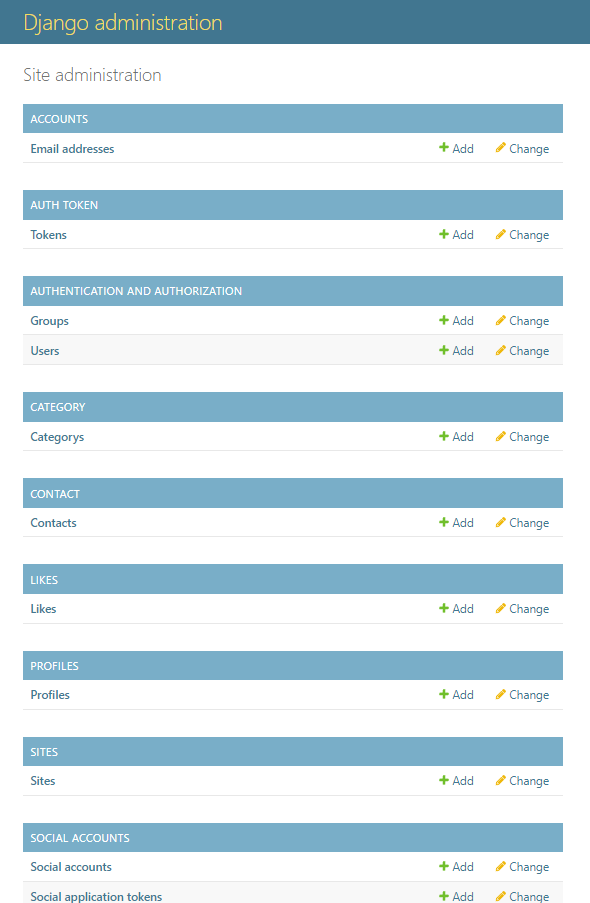 Django administration
Site administration
ACCOUNTS
Email addresses Add Change
AUTH TOKEN
Tokens Add Change
AUTHENTICATION AND AUTHORIZATION
Groups Add Change
Users Add Change
CATEGORY
Categorys Add Change
CONTACT
Contacts Add Change
LIKES
Likes Add Change
PROFILES
Profiles Add Change
SITES
Sites Add Change
SOCIAL ACCOUNTS
Social accounts Add Change
Social application tokens Add Change